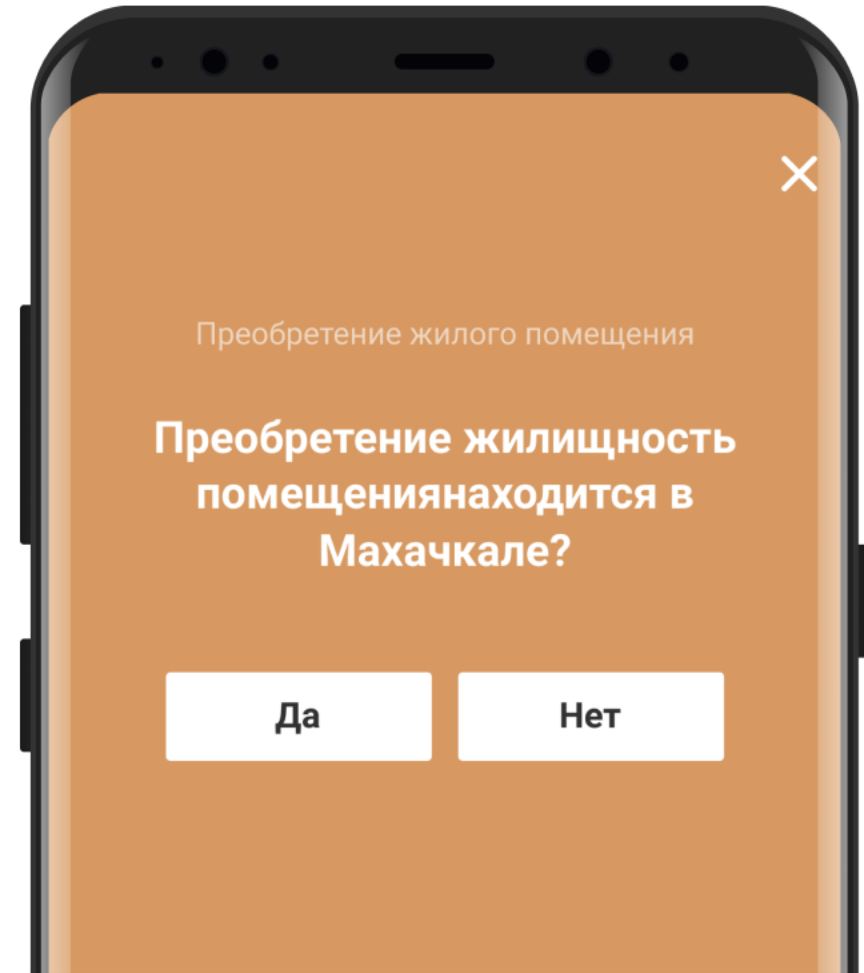 Преобретение жилого помещения
Преобретение жилищность
помещениянаходится в
Махачкале?
Да
Нет